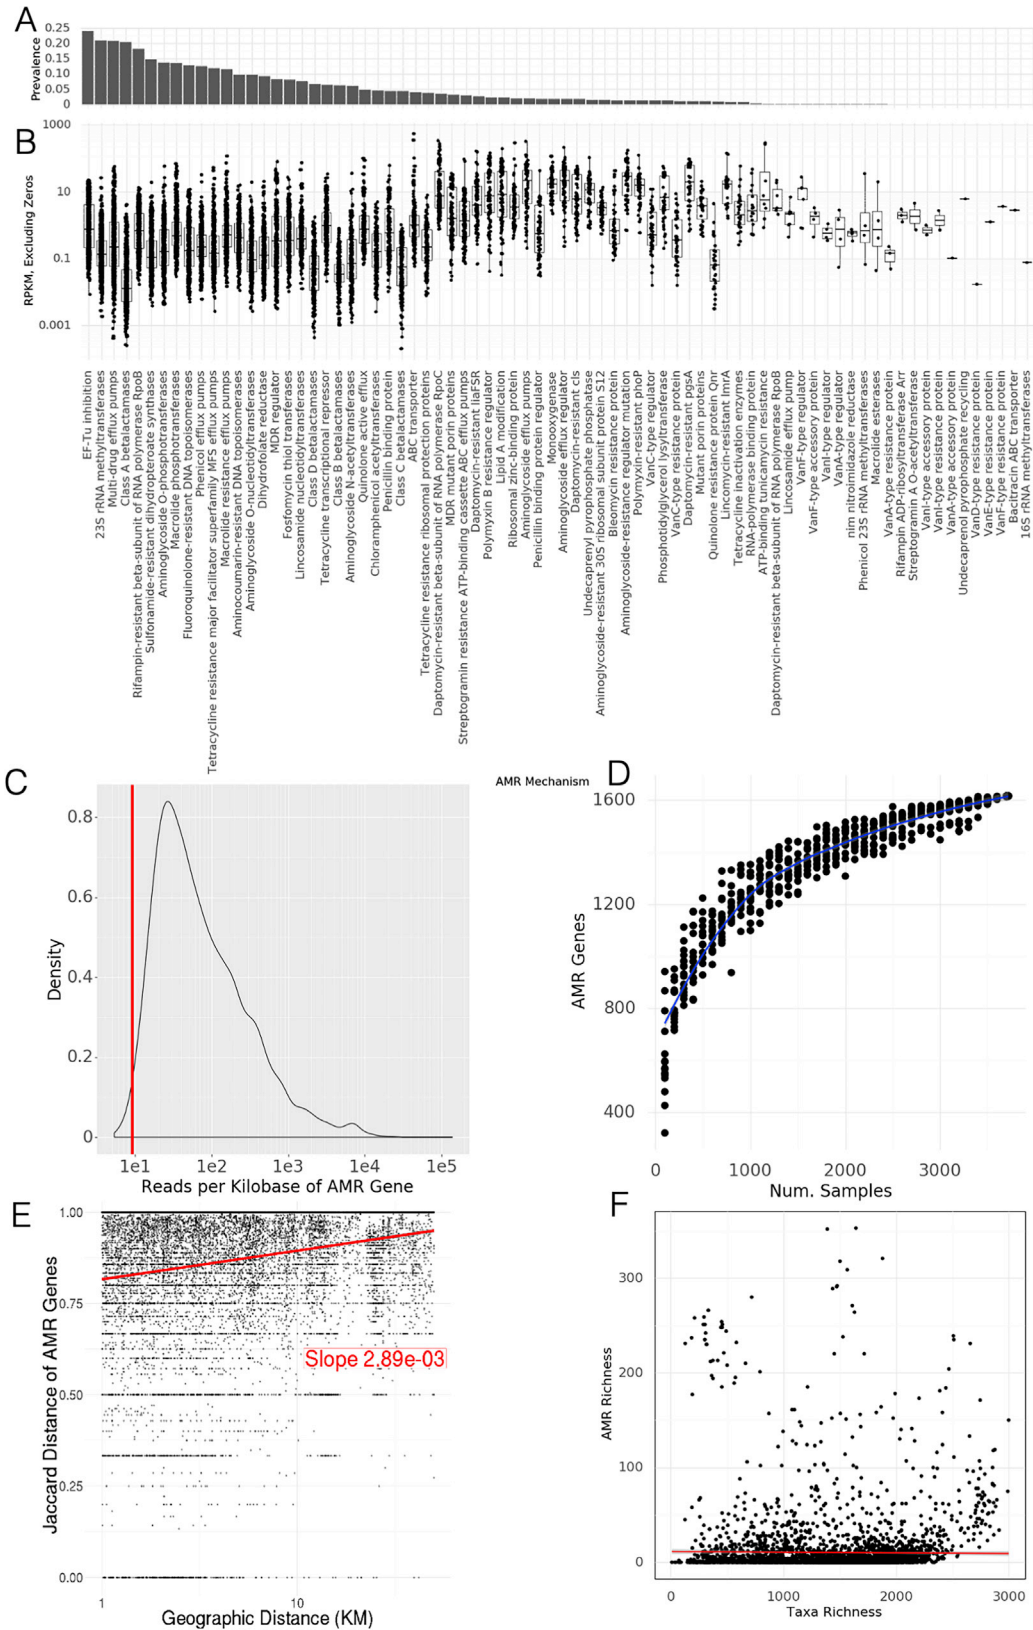 A
0.25
0.20
0.15
0.10
0.05
0
Prevalence
B
1000
10
0.1
0.001
RPKM, Excluding Zeros
EF-Tu inhibition
23S rRNA methyltransferases
Multi-drug efflux pumps
Class A betalactamases
Rifampin-resistant beta-subunit of RNA polymerase RpoB
Sulfonamide-resistant dihydropteroate synthases
Aminoglycoside O-phosphotransferases
Macrolide phosphotransferases
Fluoroquinolone-resistant DNA topoisomerases
Phenicol efflux pumps
Tetracycline resistance major facilitator superfamily MFS efflux pumps
Macrolide resistance efflux pumps
Aminocoumarin-resistant DNA topoisomerases
Aminoglycoside O-nucleotidyltransferases
Dihydrofolate reductase
MDR regulator
Fosfomycin thiol transferases
Lincosamide nucleotidyltransferases
Class D betalactamases
Tetracycline transcriptional repressor
Class B betalactamases
Aminoglycoside N-acetyltransferases
Quinolone active efflux
Chloramphenicol acetyltransferases
Penicillin binding protein
Class C betalactamases
ABC transporter
Tetracycline resistance ribosomal protection proteins
Daptomycin-resistant beta-subunit of RNA polymerase RpoC
MDR mutant porin proteins
Streptogramin resistance ATP-binding cassette ABC efflux pumps
Daptomycin-resistant liaFSR
Polymyxin B resistance regulator
Lipid A modification
Ribosomal zinc-binding protein
Aminoglycoside efflux pumps
Penicillin binding protein regulator
Monooxygenase
Aminoglycoside efflux regulator
Daptomycin-resistant cls
Undecaprenyl pyrophosphate phosphatase
Aminoglycoside-resistant 30S ribosomal subunit protein S12
Bleomycin resistance protein
Aminoglycoside-resistance regulator mutation
Polymyxin-resistant phoP
VanC-type regulator
Phosphotidylglycerol lysyltransferase
VanC-type resistance protein
Daptomycin-resistant pgsA
Mutant porin proteins
Quinolone resistance protein Qnr
Lincomycin-resistant lmrA
Tetracycline inactivation enzymes
RNA-polymerase binding protein
ATP-binding tunicamycin resistance
Daptomycin-resistant beta-subunit of RNA polymerase RpoB
Lincosamide efflux pump
VanF-type regulator
VanF-type accessory protein
VanI-type regulator
VanA-type regulator
nim nitroimidazole reductase
Phenicol 23S rRNA methyltransferases
Macrolide esterases
VanA-type resistance protein
Rifampin ADP-ribosyltransferase Arr
Streptogramin A O-acetyltransferase
VanI-type accessory protein
VanI-type resistance protein
VanA-type accessory protein
Undecaprenol pyrophosphate recycling
VanD-type resistance protein
VanE-type resistance protein
VanF-type resistance protein
Bacitracin ABC transporter
16S rRNA methyltransferases
AMR Mechanism
C
0.8
0.6
0.4
0.2
0
Density
1e1 1e2 1e3 1e4 1e5
Reads per Kilobase of AMR Gene
D
1600
1200
800
400
AMR Genes
0 1000 2000 3000
Num. Samples
E
1.00
0.75
0.50
0.25
0.00
Jaccard Distance of AMR Genes
Slope 2.89e-03
1 10
Geographic Distance (KM)
F
300
200
100
0
AMR Richness
0 1000 2000 3000
Taxa Richness